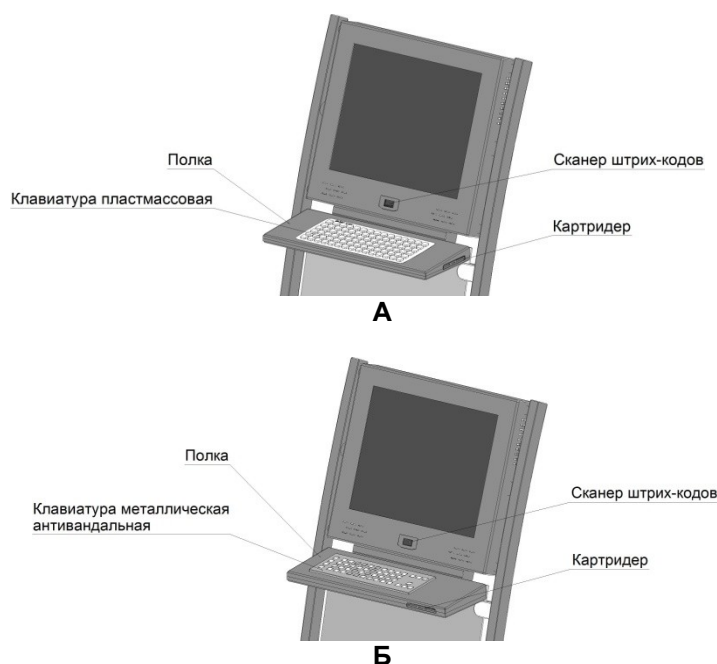 Полка
Сканер штрих-кодов
Клавиатура пластмассовая
Картридер
А
Полка
Сканер штрих-кодов
Клавиатура металлическая
антивандальная
Картридер
Б